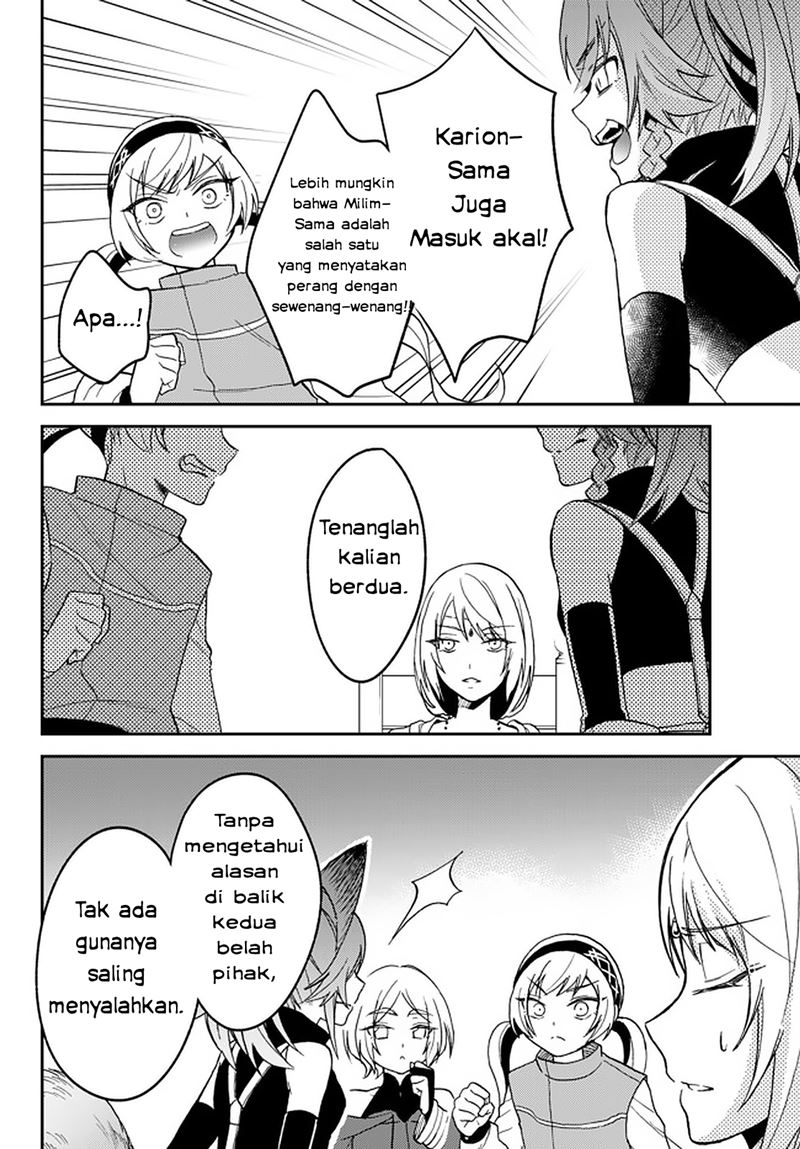 Karion-
Sama
Juga
Masuk akal!
Lebih mungkin
bahwa Milim-
Sama adalah
salah satu
yang menyatakan
perang dengan
sewenang-wenang!!
Apa...!
Tenanglah
kalian
berdua.
Tanpa
mengetahui
alasan
di balik
kedua
belah
pihak,
Tak ada
gunanya
saling
menyalahkan.